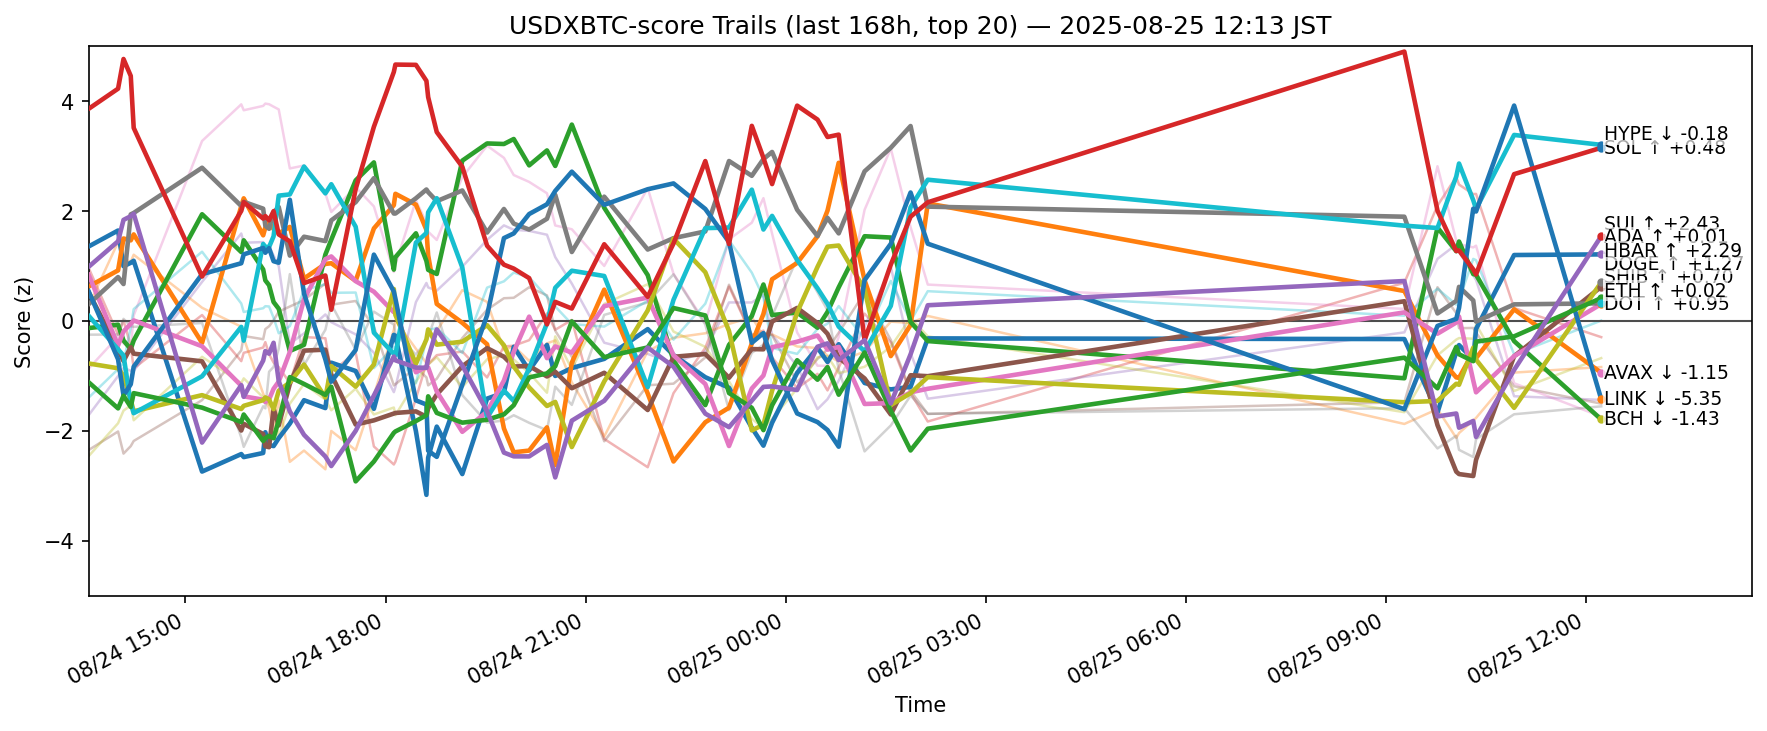 USDXBTC-score Trails (last 168h, top 20) — 2025-08-25 12:13 JST
Score (z)
4
2
0
−2
−4
HYPE ↓ -0.18
SOL ↑ +0.48
SUI ↑ +2.43
ADA ↑ +0.01
HBAR ↑ +2.29
DOGE ↑ +1.27
SHIB ↑ +0.70
ETH ↑ +0.02
DOT ↑ +0.95
AVAX ↓ -1.15
LINK ↓ -5.35
BCH ↓ -1.43
08/24 15:00
08/24 18:00
08/24 21:00
08/25 00:00
08/25 03:00
08/25 06:00
08/25 09:00
08/25 12:00
Time